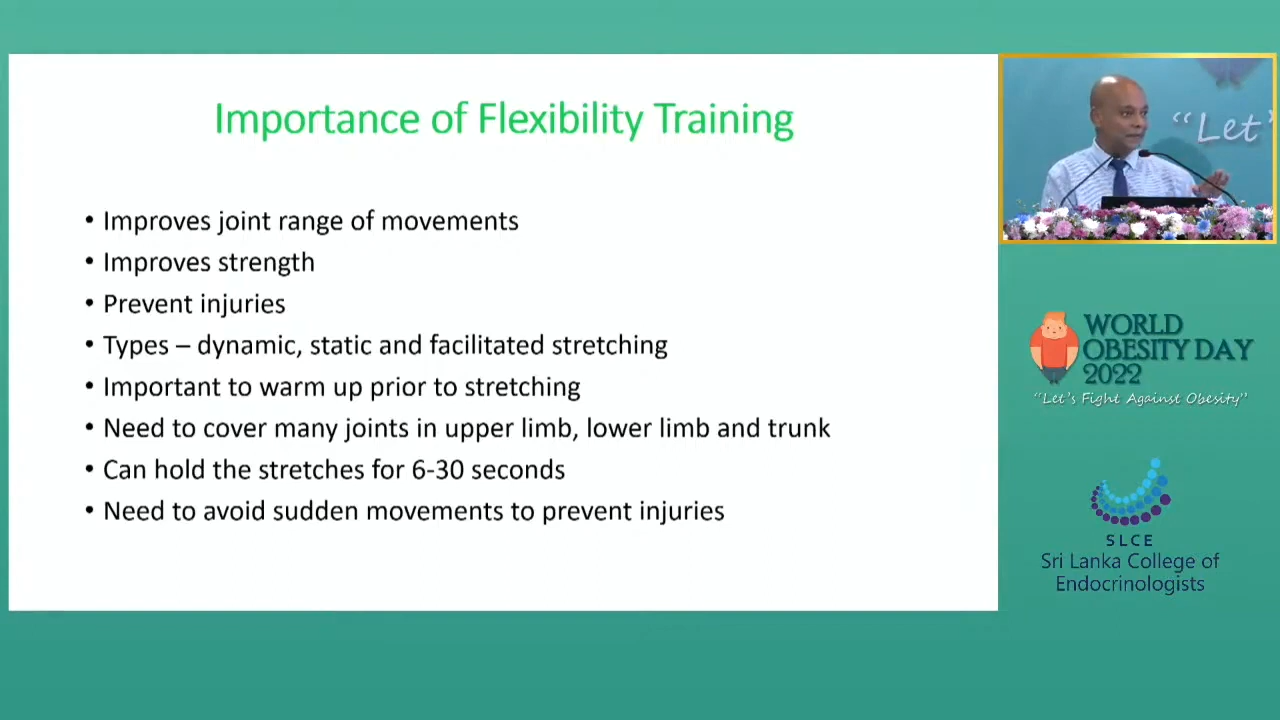 Importance of Flexibility Training
• Improves joint range of movements
• Improves strength
• Prevent injuries
• Types – dynamic, static and facilitated stretching
• Important to warm up prior to stretching
• Need to cover many joints in upper limb, lower limb and trunk
• Can hold the stretches for 6-30 seconds
• Need to avoid sudden movements to prevent injuries
“Let’
WORLD
OBESITY DAY
2022
“Let’s Fight Against Obesity”
SLCE
Sri Lanka College of
Endocrinologists